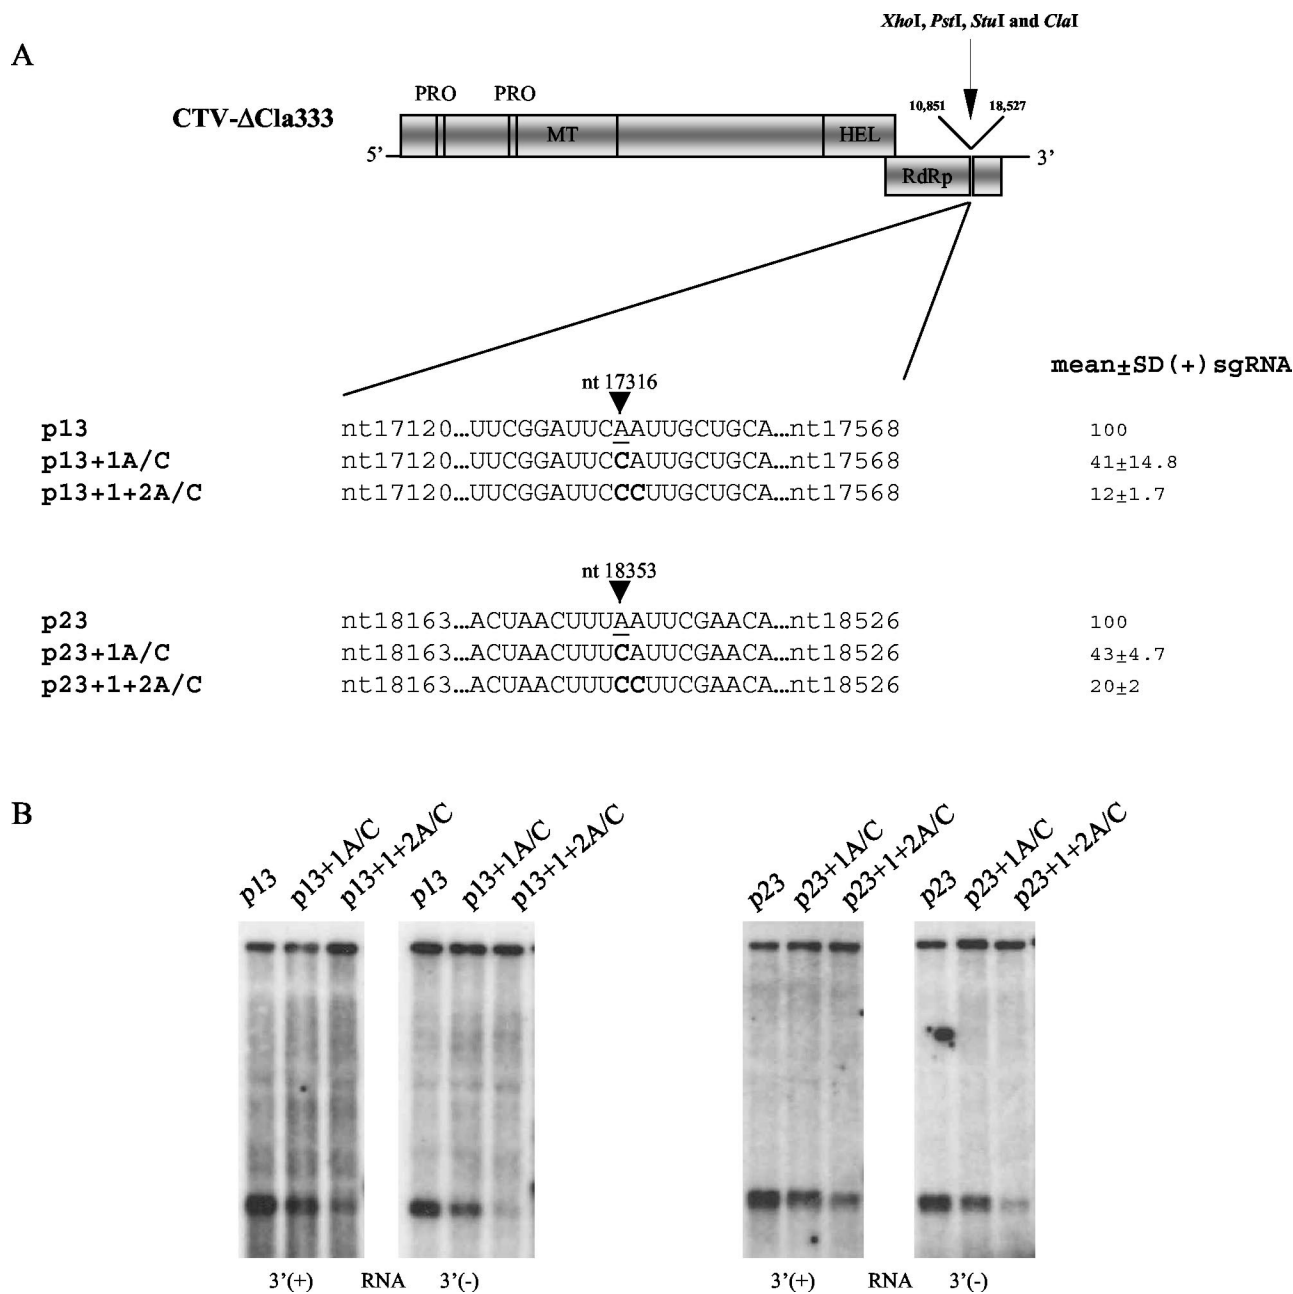 XhoI, PstI, StuI and ClaI
A
PRO PRO
10,851 18,527
CTV-ΔCla333
MT HEL
5’ 3’
RdRp
mean±SD(+)sgRNA
nt 17316
p13 nt17120…UUCGGAUUCAAUUGCUGCA…nt17568 100
p13+1A/C nt17120…UUCGGAUUCCAUUGCUGCA…nt17568 41±14.8
p13+1+2A/C nt17120…UUCGGAUUCCCUUGCUGCA…nt17568 12±1.7
nt 18353
p23 nt18163…ACUAACUUUAAUUCGAACA…nt18526 100
p23+1A/C nt18163…ACUAACUUUCAUUCGAACA…nt18526 43±4.7
p23+1+2A/C nt18163…ACUAACUUUCCUUCGAACA…nt18526 20±2
B
p13 p13+1A/C p13+1+2A/C p13 p13+1A/C p13+1+2A/C p23 p23+1A/C p23+1+2A/C p23 p23+1A/C p23+1+2A/C
3’(+) RNA 3’(-) 3’(+) RNA 3’(-)